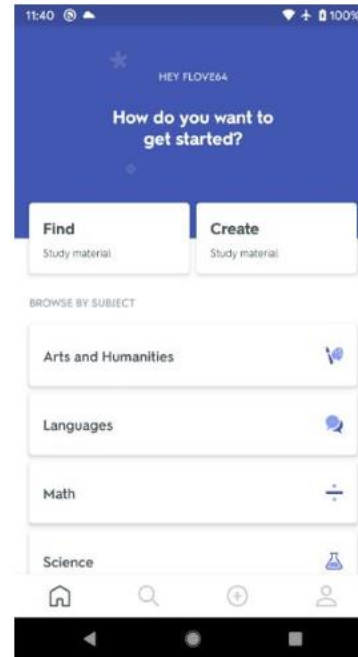 11:40
100%
HEY FLOVE64
How do you want to
get started?
Find
Create
Study material
Study material
BROWSE BY SUBJECT
Arts and Humanities
Languages
Math
Science